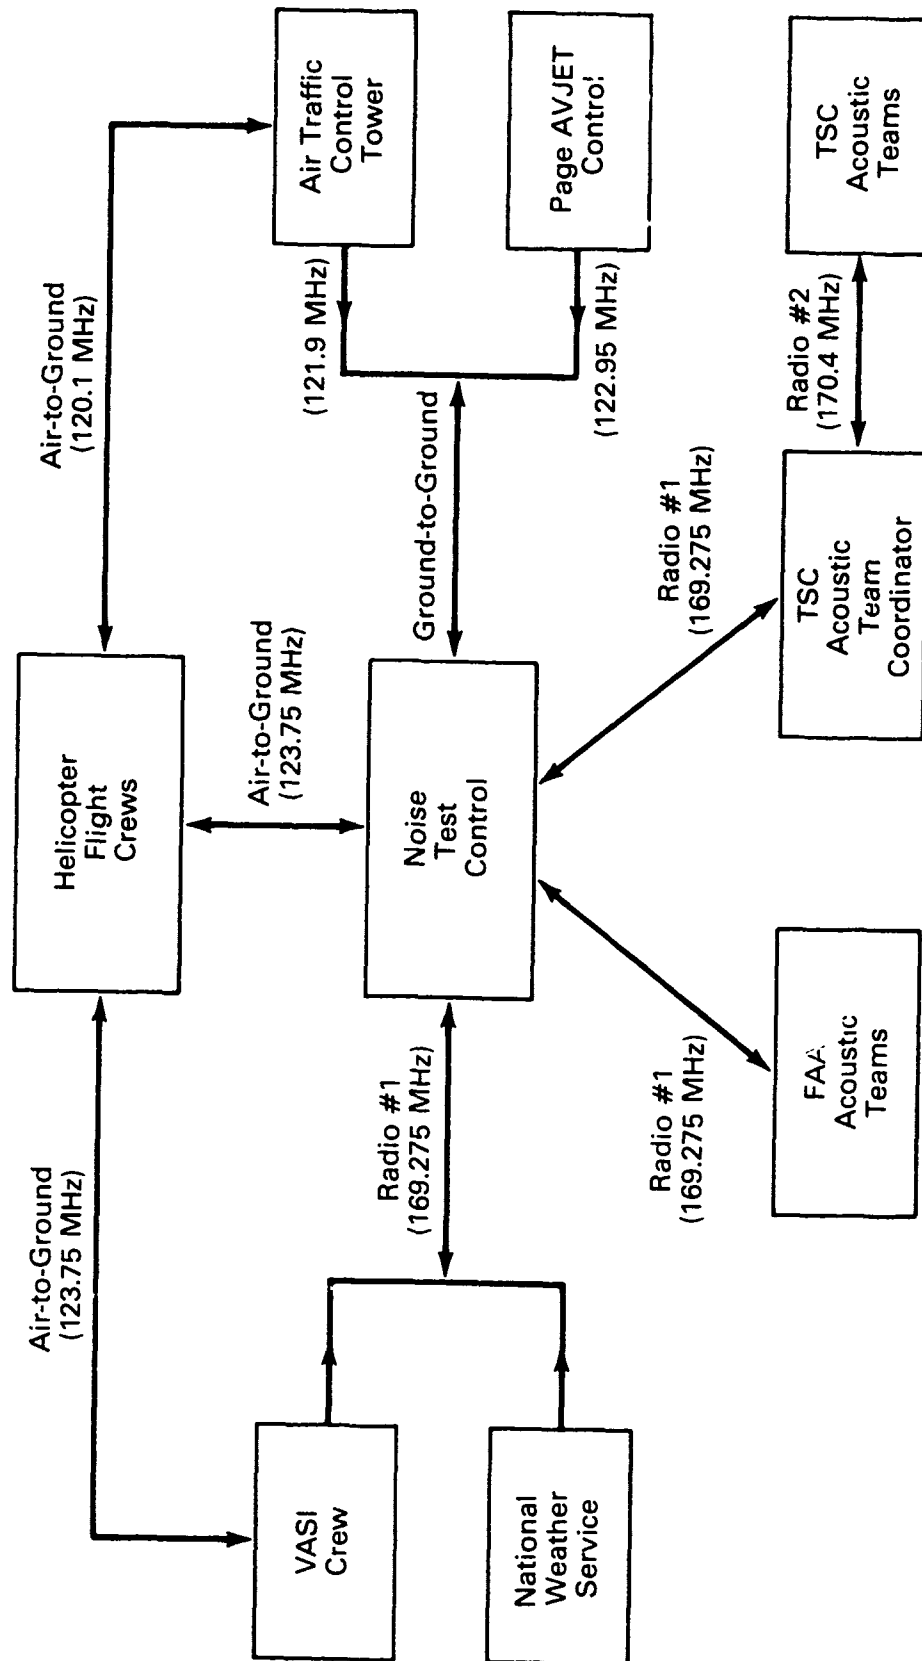 Air-to-Ground
(123.75 MHz)
Helicopter
Flight
Crews
Air-to-Ground
(120.1 MHz)
VASI
Crew
Air-to-Ground
(123.75 MHz)
Air Traffic
Control
Tower
(121.9 MHz)
Radio #1
(169.275 MHz)
Noise
Test
Control
Ground-to-Ground
National
Weather
Service
Page AVJET
Control
(122.95 MHz)
Radio #1
(169.275 MHz)
Radio #1
(169.275 MHz)
FAA
Acoustic
Teams
TSC
Acoustic
Team
Coordinator
Radio #2
(170.4 MHz)
TSC
Acoustic
Teams